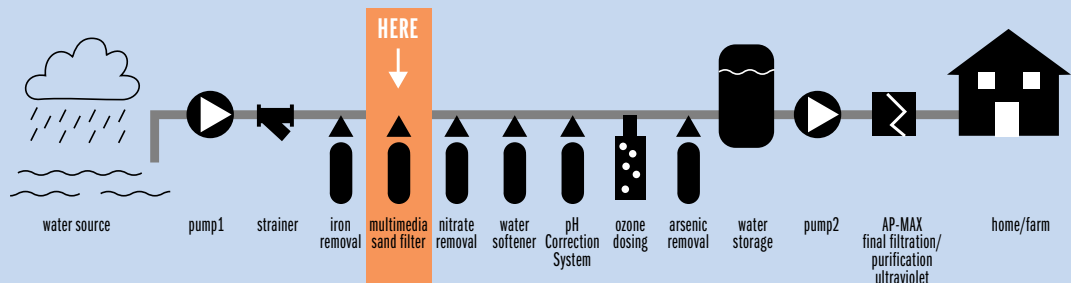 HERE
water source
pump1
strainer
iron
removal
multimedia
sand filter
nitrate
removal
water
softener
pH
Correction
System
ozone
dosing
arsenic
removal
water
storage
pump2
AP-MAX
final filtration/
purification
ultraviolet
home/farm